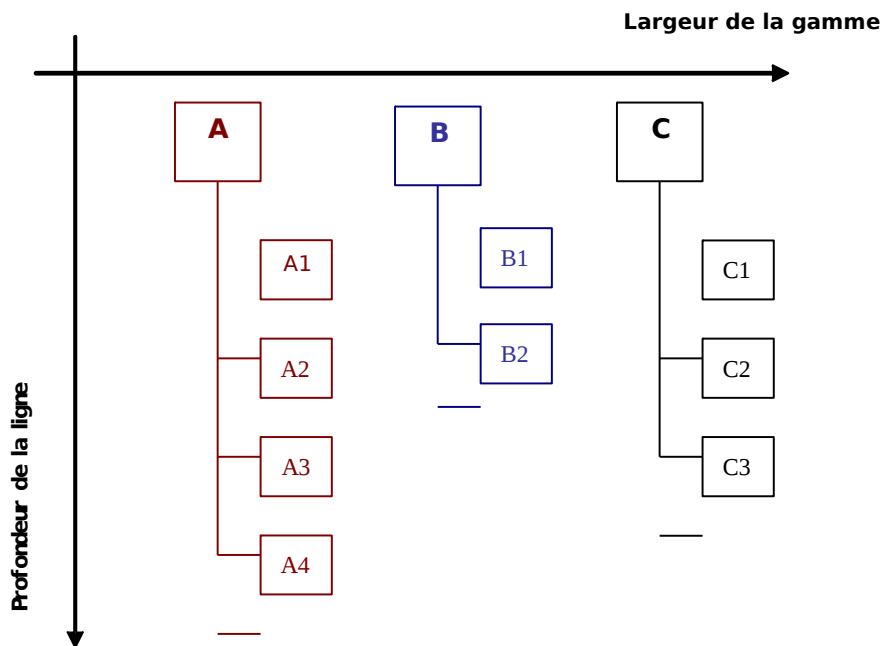 Largeur de la gamme
A
B
C
A1
B1
C1
A2
B2
C2
A3
C3
A4
Profondeur de la ligne